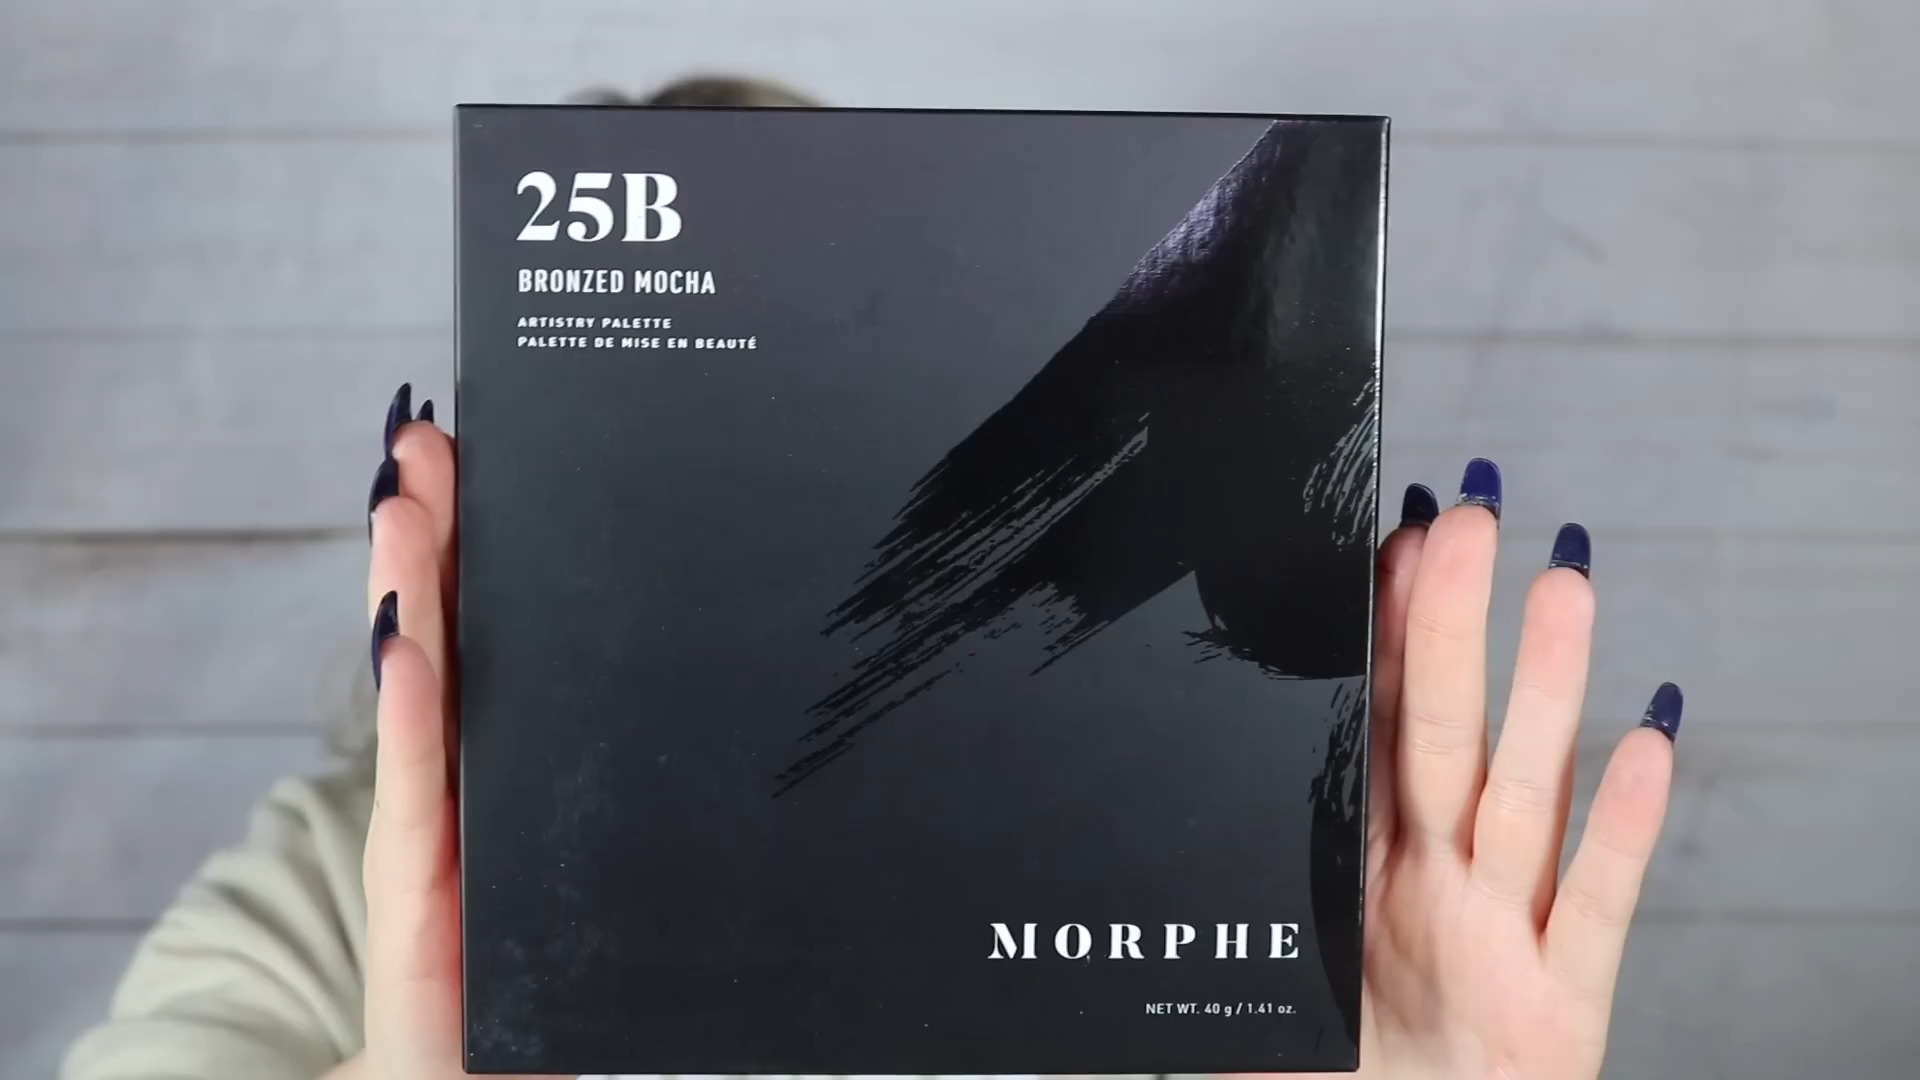 25B
BRONZED MOCHA
ARTISTRY PALETTE
PALETTE DE MISE EN BEAUTÉ
MORPHE
NET WT. 40 g / 1.41 oz.